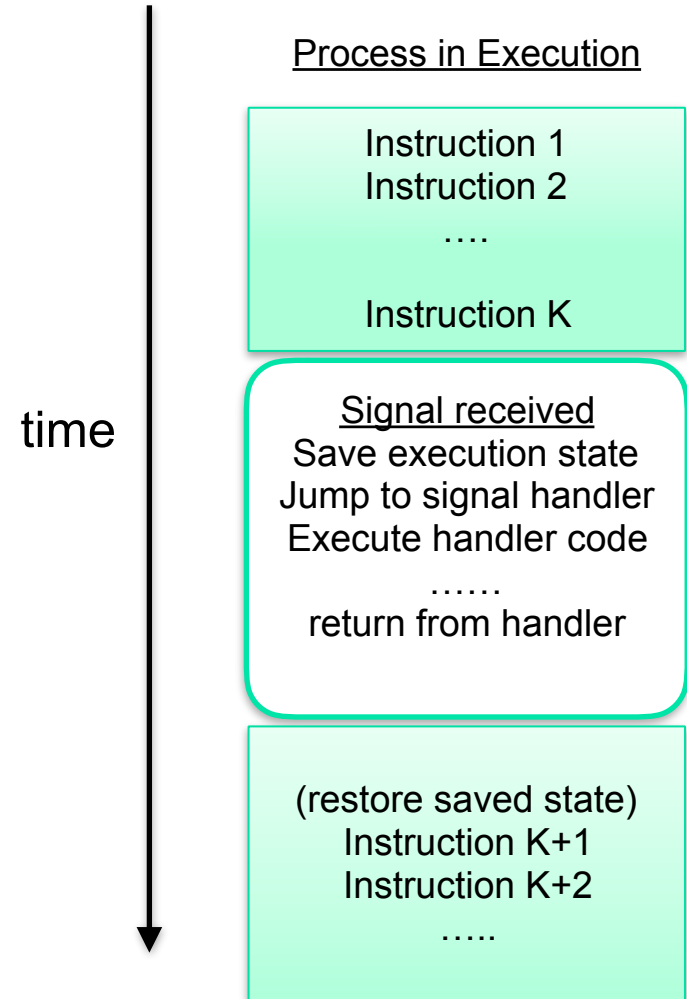 Process in Execution
Instruction 1
Instruction 2
….
Instruction K
time
Signal received
Save execution state
Jump to signal handler
Execute handler code
……
return from handler
(restore saved state)
Instruction K+1
Instruction K+2
…..